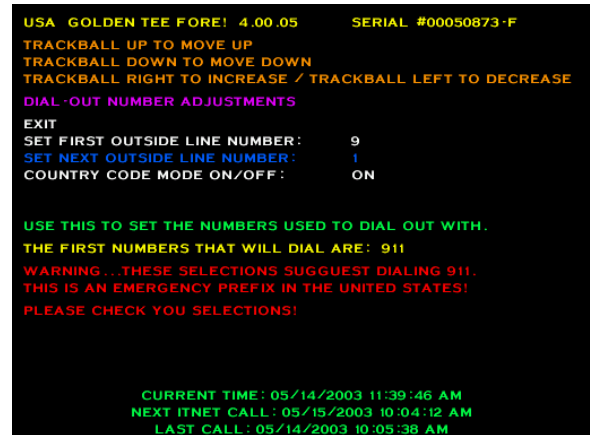 USA GOLDEN TEE FORE! 4.00.05 SERIAL #00050873-F
TRACKBALL UP TO MOVE UP
TRACKBALL DOWN TO MOVE DOWN
TRACKBALL RIGHT TO INCREASE / TRACKBALL LEFT TO DECREASE
DIAL-OUT NUMBER ADJUSTMENTS
EXIT
SET FIRST OUTSIDE LINE NUMBER: 9
SET NEXT OUTSIDE LINE NUMBER: 1
COUNTRY CODE MODE ON/OFF: ON
USE THIS TO SET THE NUMBERS USED TO DIAL OUT WITH.
THE FIRST NUMBERS THAT WILL DIAL ARE: 911
WARNING...THESE SELECTIONS SUGGUEST DIALING 911.
THIS IS AN EMERGENCY PREFIX IN THE UNITED STATES!
PLEASE CHECK YOU SELECTIONS!
CURRENT TIME: 05/14/2003 11:39:46 AM
NEXT ITNET CALL: 05/15/2003 10:04:12 AM
LAST CALL: 05/14/2003 10:05:38 AM